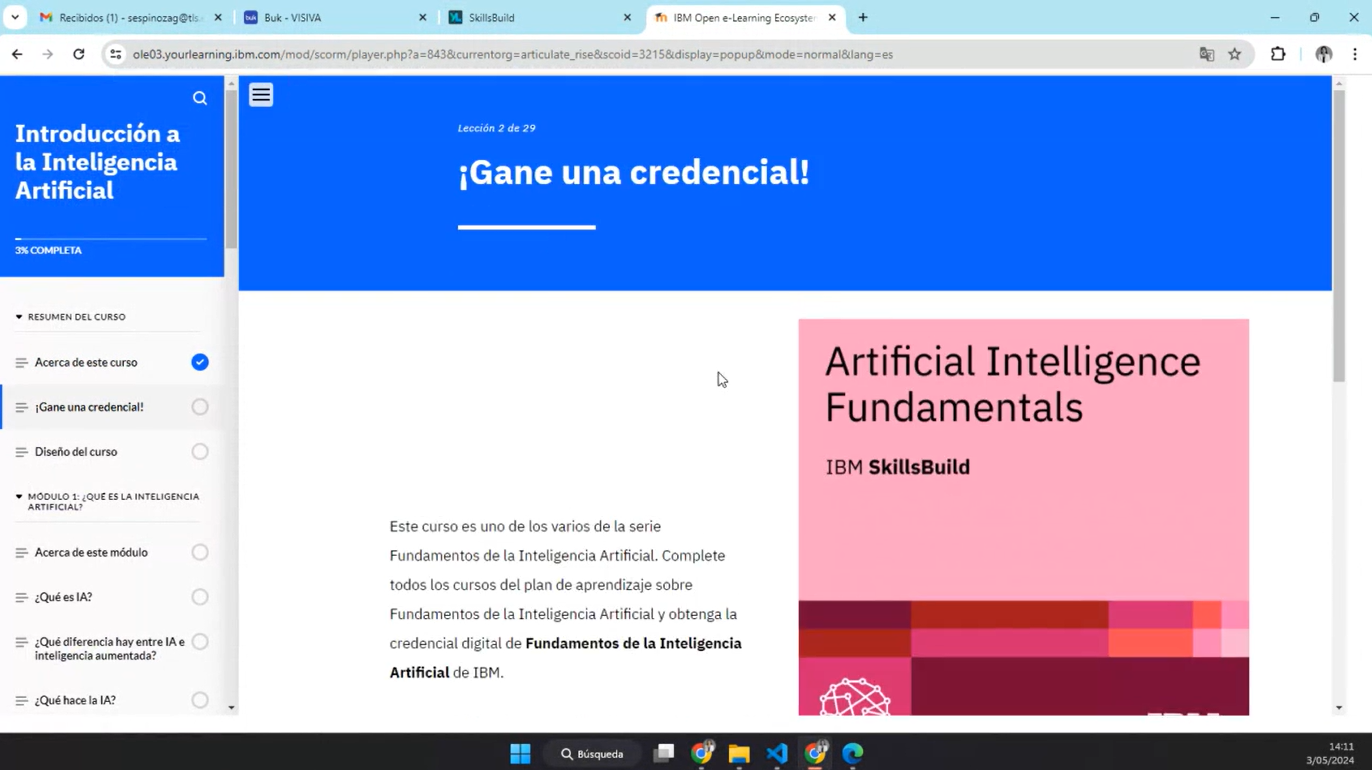 Recibidos (1) - sespinozag@tls.
Buk - VISIVA
SkillsBuild
IBM Open e-Learning Ecosyste
ole03.yourlearning.ibm.com/mod/scorm/player.php?a=843&currentorg=articulate_rise&scoid=3215&display=popup&mode=normal&lang=es
Introducción a
la Inteligencia
Artificial
3% COMPLETA
RESUMEN DEL CURSO
Acerca de este curso
¡Gane una credencial!
Diseño del curso
MÓDULO 1: ¿QUÉ ES LA INTELIGENCIA
ARTIFICIAL?
Acerca de este módulo
¿Qué es IA?
¿Qué diferencia hay entre IA e
inteligencia aumentada?
¿Qué hace la IA?
Lección 2 de 29
¡Gane una credencial!
Este curso es uno de los varios de la serie
Fundamentos de la Inteligencia Artificial. Complete
todos los cursos del plan de aprendizaje sobre
Fundamentos de la Inteligencia Artificial y obtenga la
credencial digital de Fundamentos de la Inteligencia
Artificial de IBM.
Artificial Intelligence
Fundamentals
IBM SkillsBuild
Búsqueda
14:11
3/05/2024